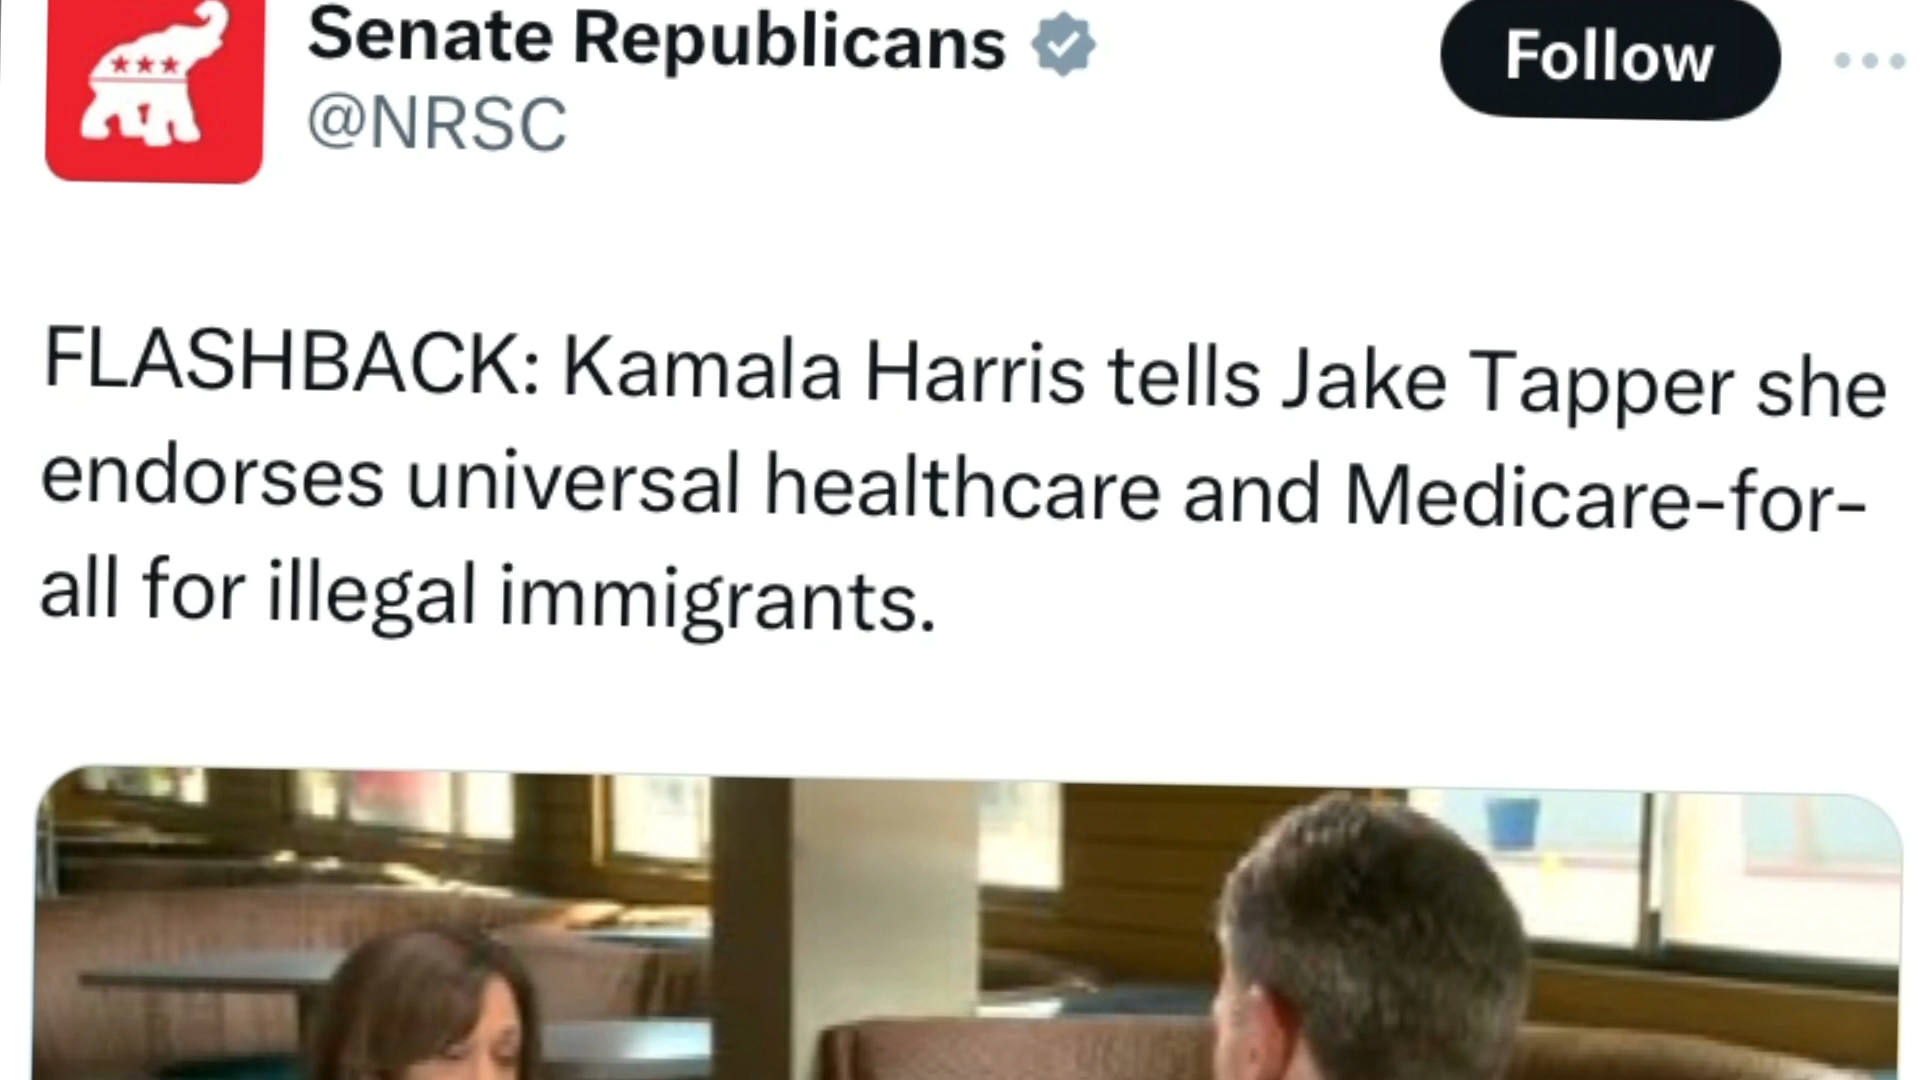 Senate Republicans
@NRSC
Follow
FLASHBACK: Kamala Harris tells Jake Tapper she
endorses universal healthcare and Medicare-for-
all for illegal immigrants.